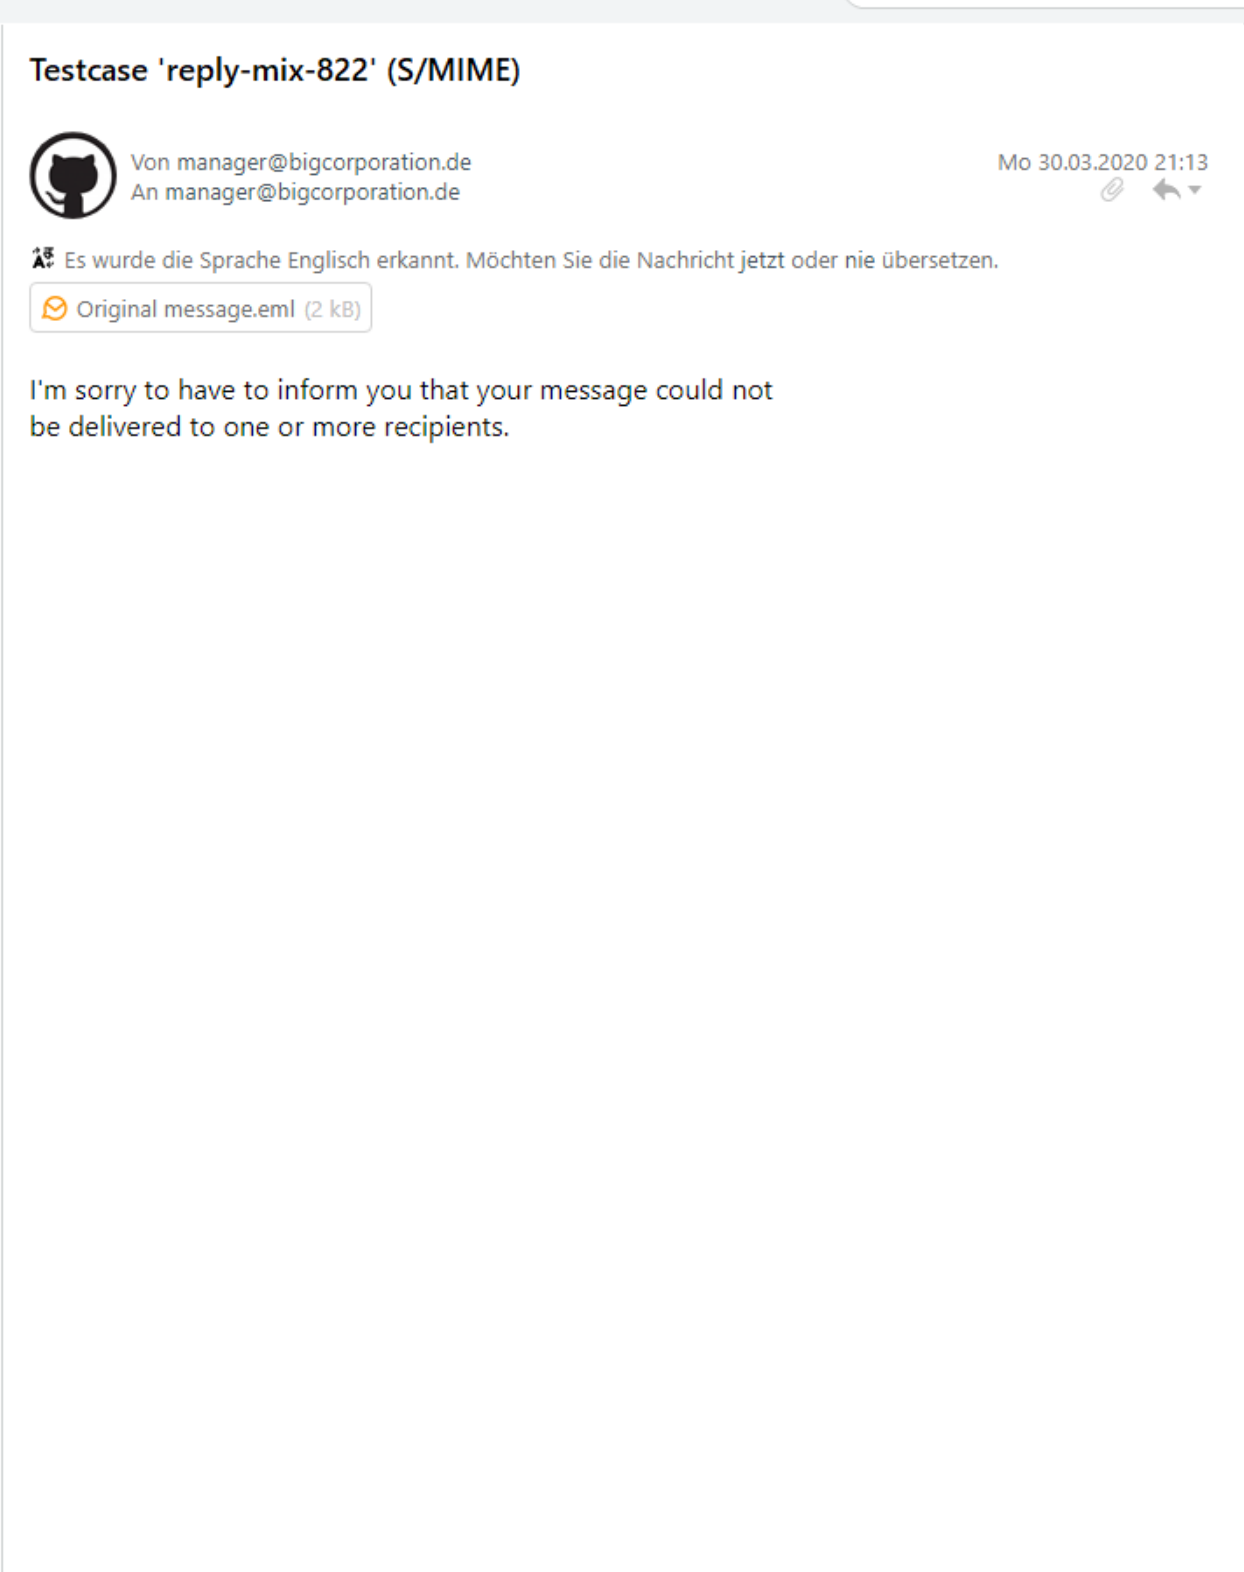 Testcase 'reply-mix-822' (S/MIME)
Von manager@bigcorporation.de
Mo 30.03.2020 21:13
An manager@bigcorporation.de
Es wurde die Sprache Englisch erkannt. Möchten Sie die Nachricht jetzt oder nie übersetzen.
Original message.eml (2 kB)
I'm sorry to have to inform you that your message could not
be delivered to one or more recipients.